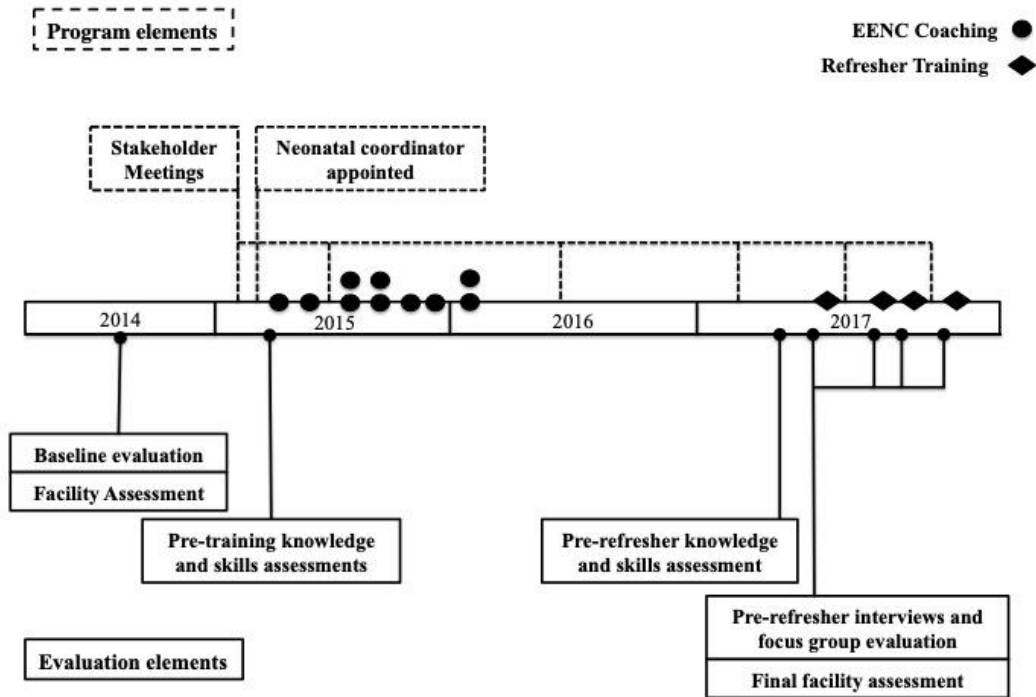 Program elements
EENC Coaching
Refresher Training
Stakeholder
Meetings
Neonatal coordinator
appointed
2014
2015
2016
2017
Baseline evaluation
Facility Assessment
Pre-training knowledge
and skills assessments
Pre-refresher knowledge
and skills assessment
Pre-refresher interviews and
focus group evaluation
Final facility assessment
Evaluation elements